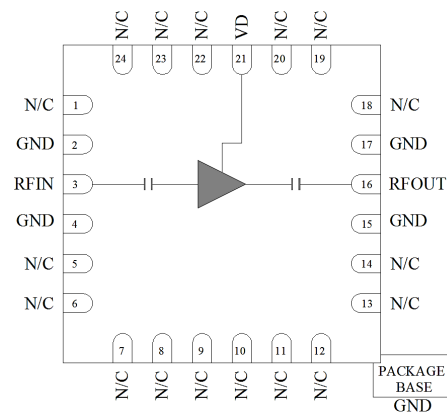 N/C N/C N/C VD N/C N/C
24 23 22 21 20 19
N/C 1 18 N/C
GND 2 17 GND
RFIN 3 16 RFOUT
GND 4 15 GND
N/C 5 14 N/C
N/C 6 13 N/C
7 8 9 10 11 12
N/C N/C N/C N/C N/C N/C
PACKAGE
BASE
GND